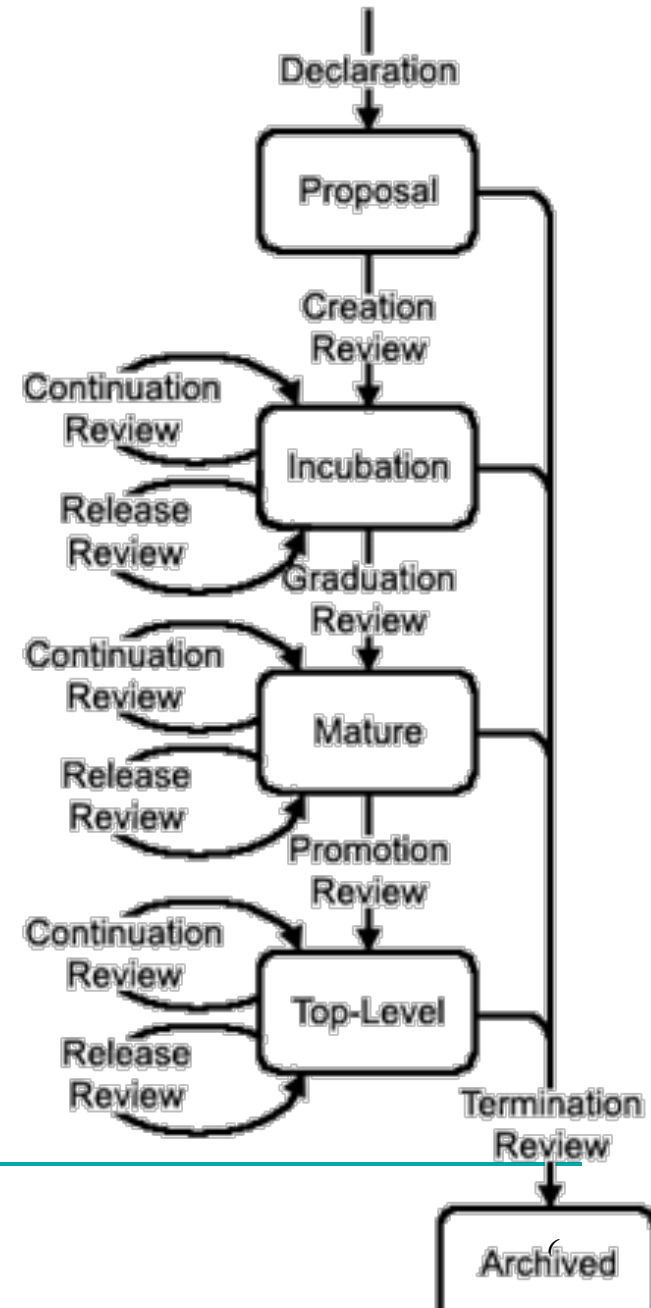 Declaration
Proposal
Creation
Review
Continuation
Review
Incubation
Release
Review
Graduation
Review
Continuation
Review
Mature
Release
Review
Promotion
Review
Continuation
Review
Top-Level
Release
Review
Termination
Review
Archived